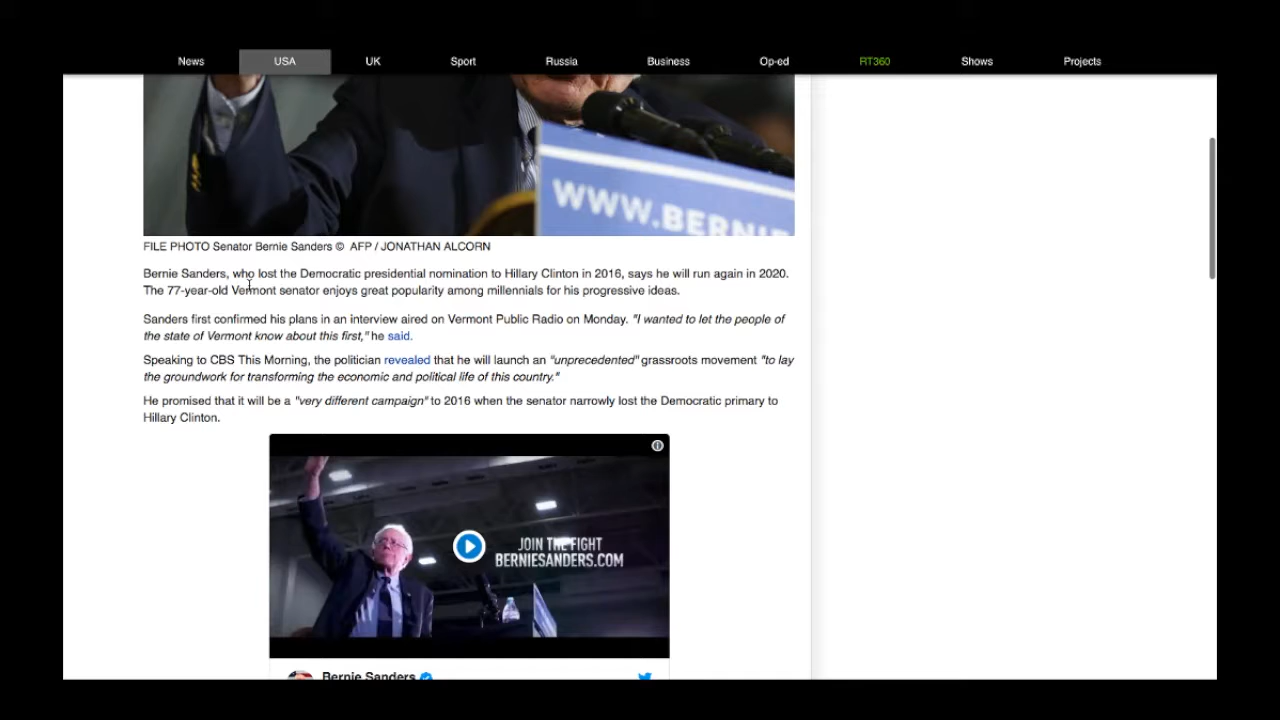 News USA UK Sport Russia Business Op-ed RT360 Shows Projects
WWW.BERNIE
FILE PHOTO Senator Bernie Sanders © AFP / JONATHAN ALCORN
Bernie Sanders, who lost the Democratic presidential nomination to Hillary Clinton in 2016, says he will run again in 2020.
The 77-year-old Vermont senator enjoys great popularity among millennials for his progressive ideas.
Sanders first confirmed his plans in an interview aired on Vermont Public Radio on Monday. "I wanted to let the people of
the state of Vermont know about this first," he said.
Speaking to CBS This Morning, the politician revealed that he will launch an "unprecedented" grassroots movement "to lay
the groundwork for transforming the economic and political life of this country."
He promised that it will be a "very different campaign" to 2016 when the senator narrowly lost the Democratic primary to
Hillary Clinton.
JOIN THE FIGHT
BERNIESANDERS.COM
Bernie Sanders